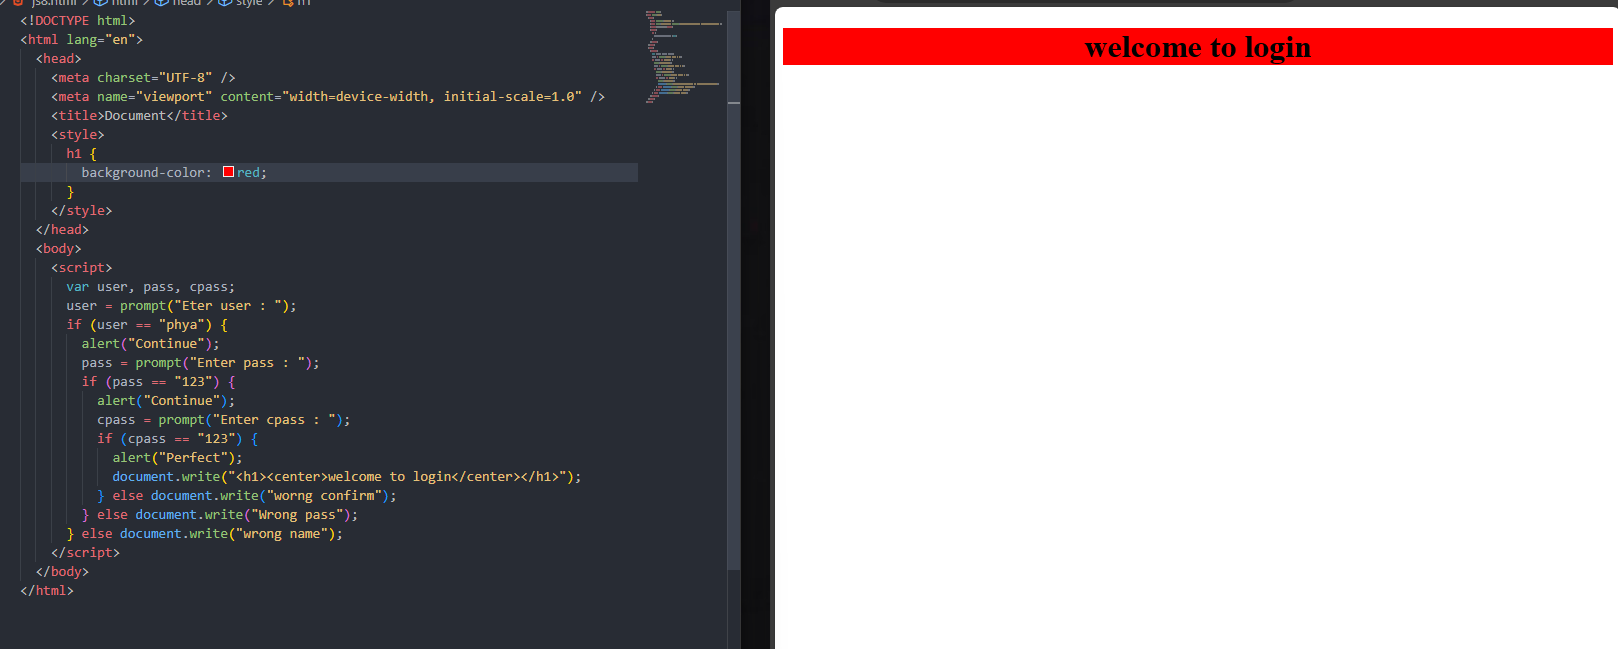 js8.html > html > head > style > h1
<!DOCTYPE html>
<html lang="en">
<head>
<meta charset="UTF-8" />
<meta name="viewport" content="width=device-width, initial-scale=1.0" />
<title>Document</title>
<style>
h1 {
background-color: red;
}
</style>
</head>
<body>
<script>
var user, pass, cpass;
user = prompt("Eter user : ");
if (user == "phya") {
alert("Continue");
pass = prompt("Enter pass : ");
if (pass == "123") {
alert("Continue");
cpass = prompt("Enter cpass : ");
if (cpass == "123") {
alert("Perfect");
document.write("<h1><center>welcome to login</center></h1>");
} else document.write("worng confirm");
} else document.write("Wrong pass");
} else document.write("wrong name");
</script>
</body>
</html>
welcome to login